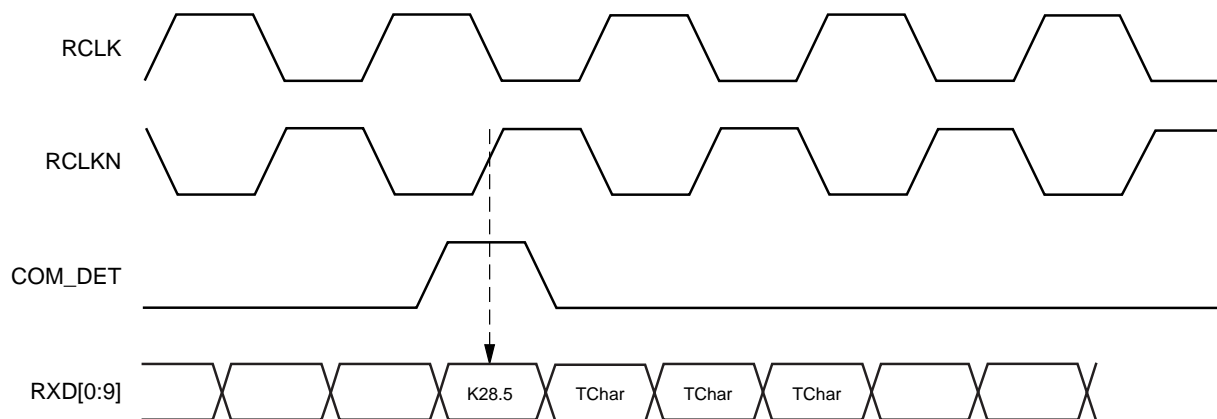 RCLK
RCLKN
COM_DET
RXD[0:9] K28.5 TChar TChar TChar